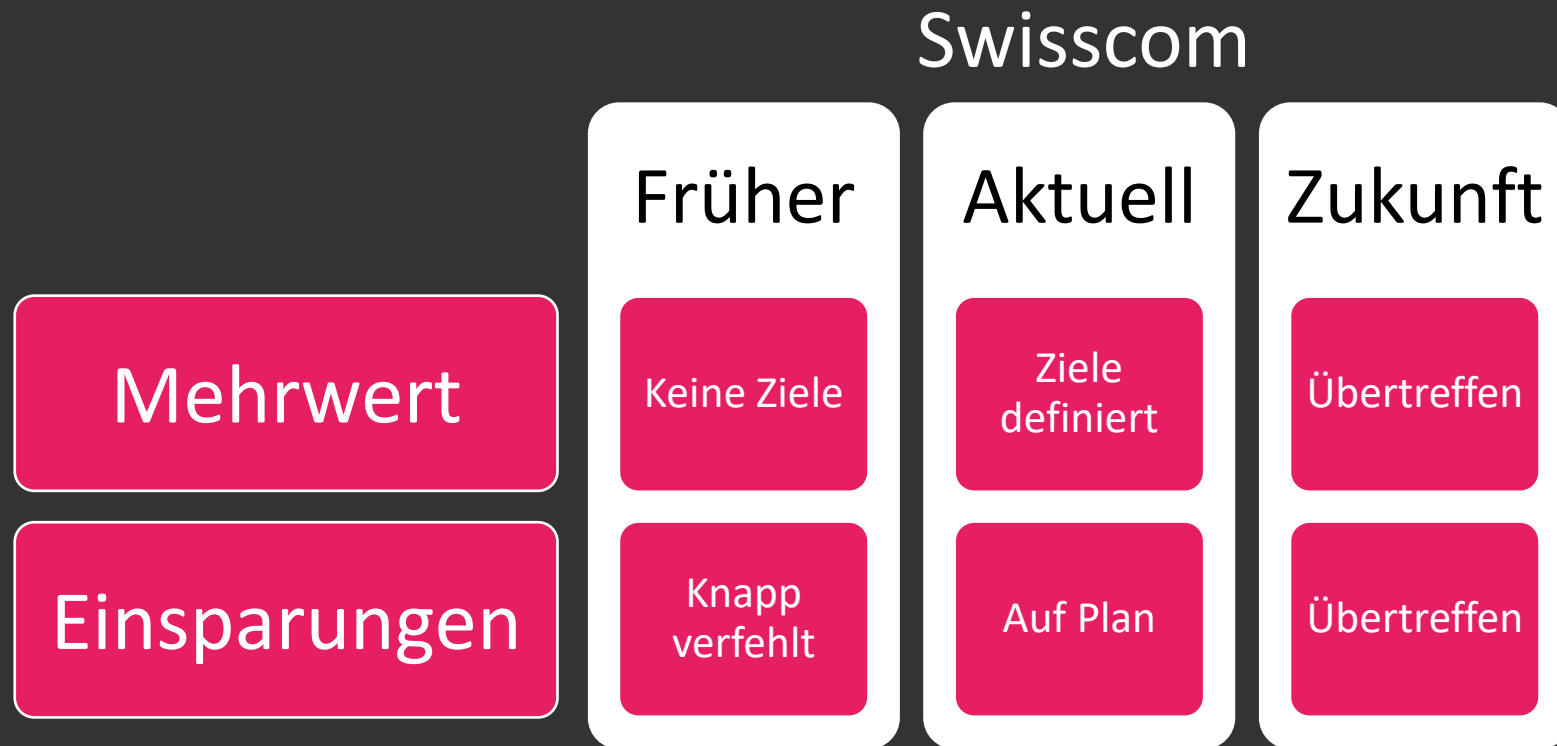 Swisscom
Früher
Aktuell
Zukunft
Mehrwert
Keine Ziele
Ziele
definiert
Übertreffen
Einsparungen
Knapp
verfehlt
Auf Plan
Übertreffen